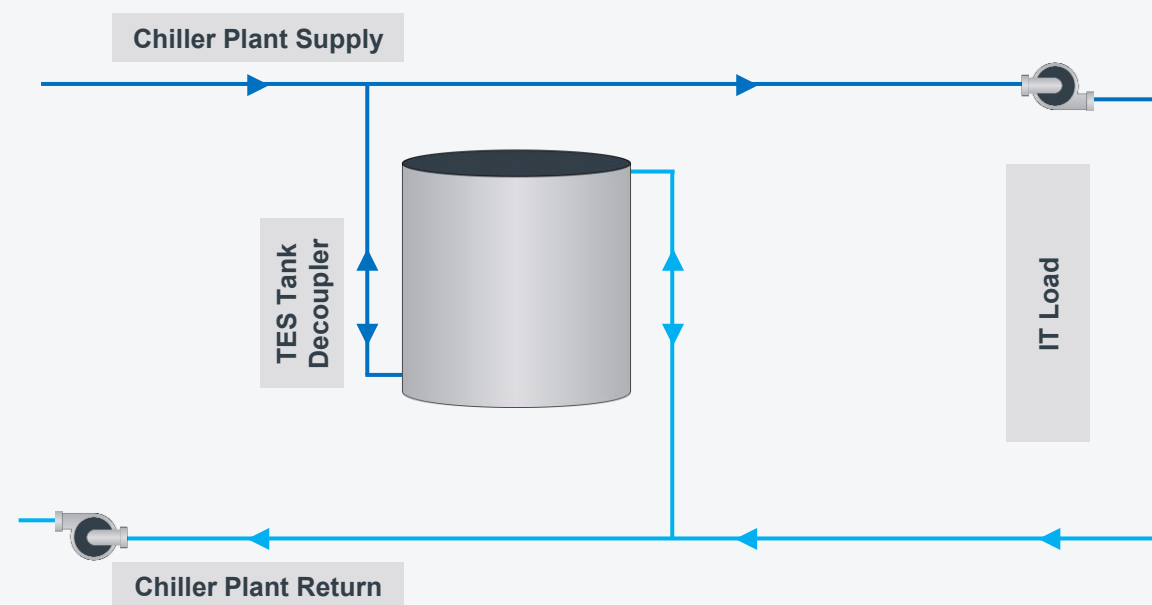 Chiller Plant Supply
TES Tank
Decoupler
IT Load
Chiller Plant Return